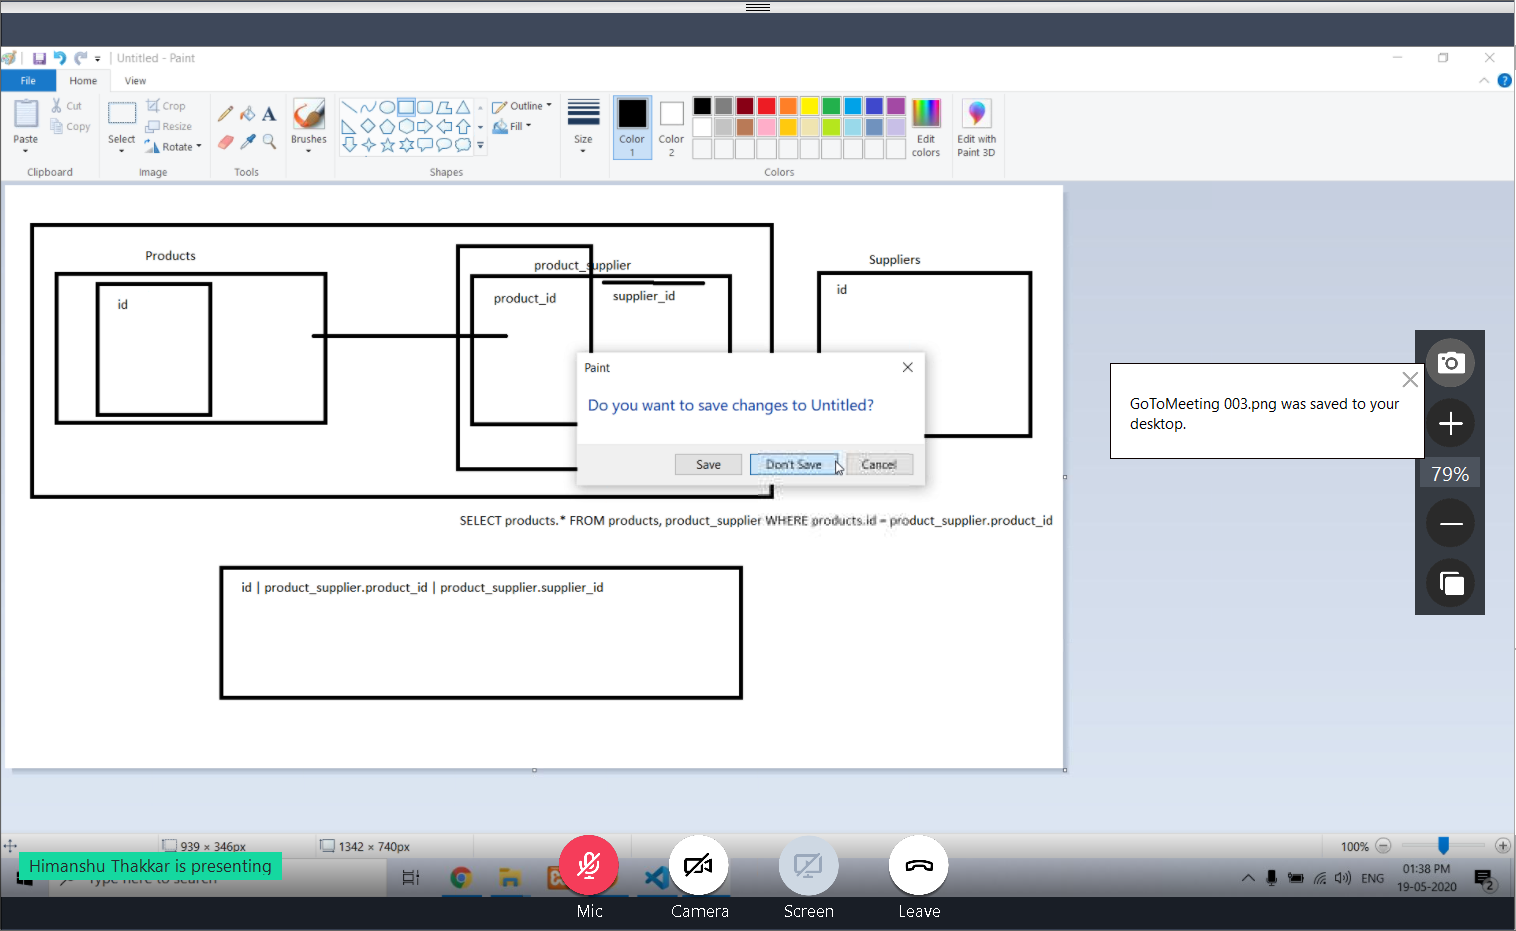 Untitled - Paint
File Home View
Paste
Cut
Copy
Clipboard
Select
Crop
Resize
Rotate
Image
Tools
Brushes
Outline
Fill
Shapes
Size
Color 1
Color 2
Edit colors
Colors
Edit with Paint 3D
Products
id
product_supplier
product_id
supplier_id
Suppliers
id
Paint
Do you want to save changes to Untitled?
Save Don't Save Cancel
GoToMeeting 003.png was saved to your
desktop.
79%
SELECT products.* FROM products, product_supplier WHERE products.id = product_supplier.product_id
id | product_supplier.product_id | product_supplier.supplier_id
939 × 346px
1342 × 740px
100%
Himanshu Thakkar is presenting
Type here to search
ENG
01:38 PM
19-05-2020
2
Mic Camera Screen Leave